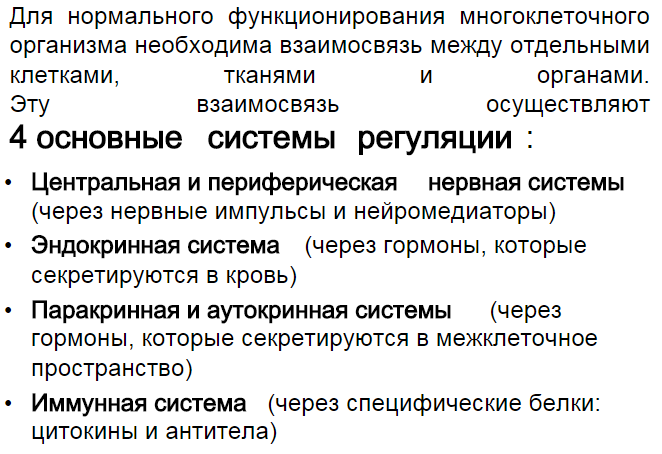 Для нормального функционирования многоклеточного
организма необходима взаимосвязь между отдельными
клетками, тканями и органами.
Эту взаимосвязь осуществляют
4 основные системы регуляции :
• Центральная и периферическая нервная системы
(через нервные импульсы и нейромедиаторы)
• Эндокринная система (через гормоны, которые
секретируются в кровь)
• Паракринная и аутокринная системы (через
гормоны, которые секретируются в межклеточное
пространство)
• Иммунная система (через специфические белки:
цитокины и антитела)